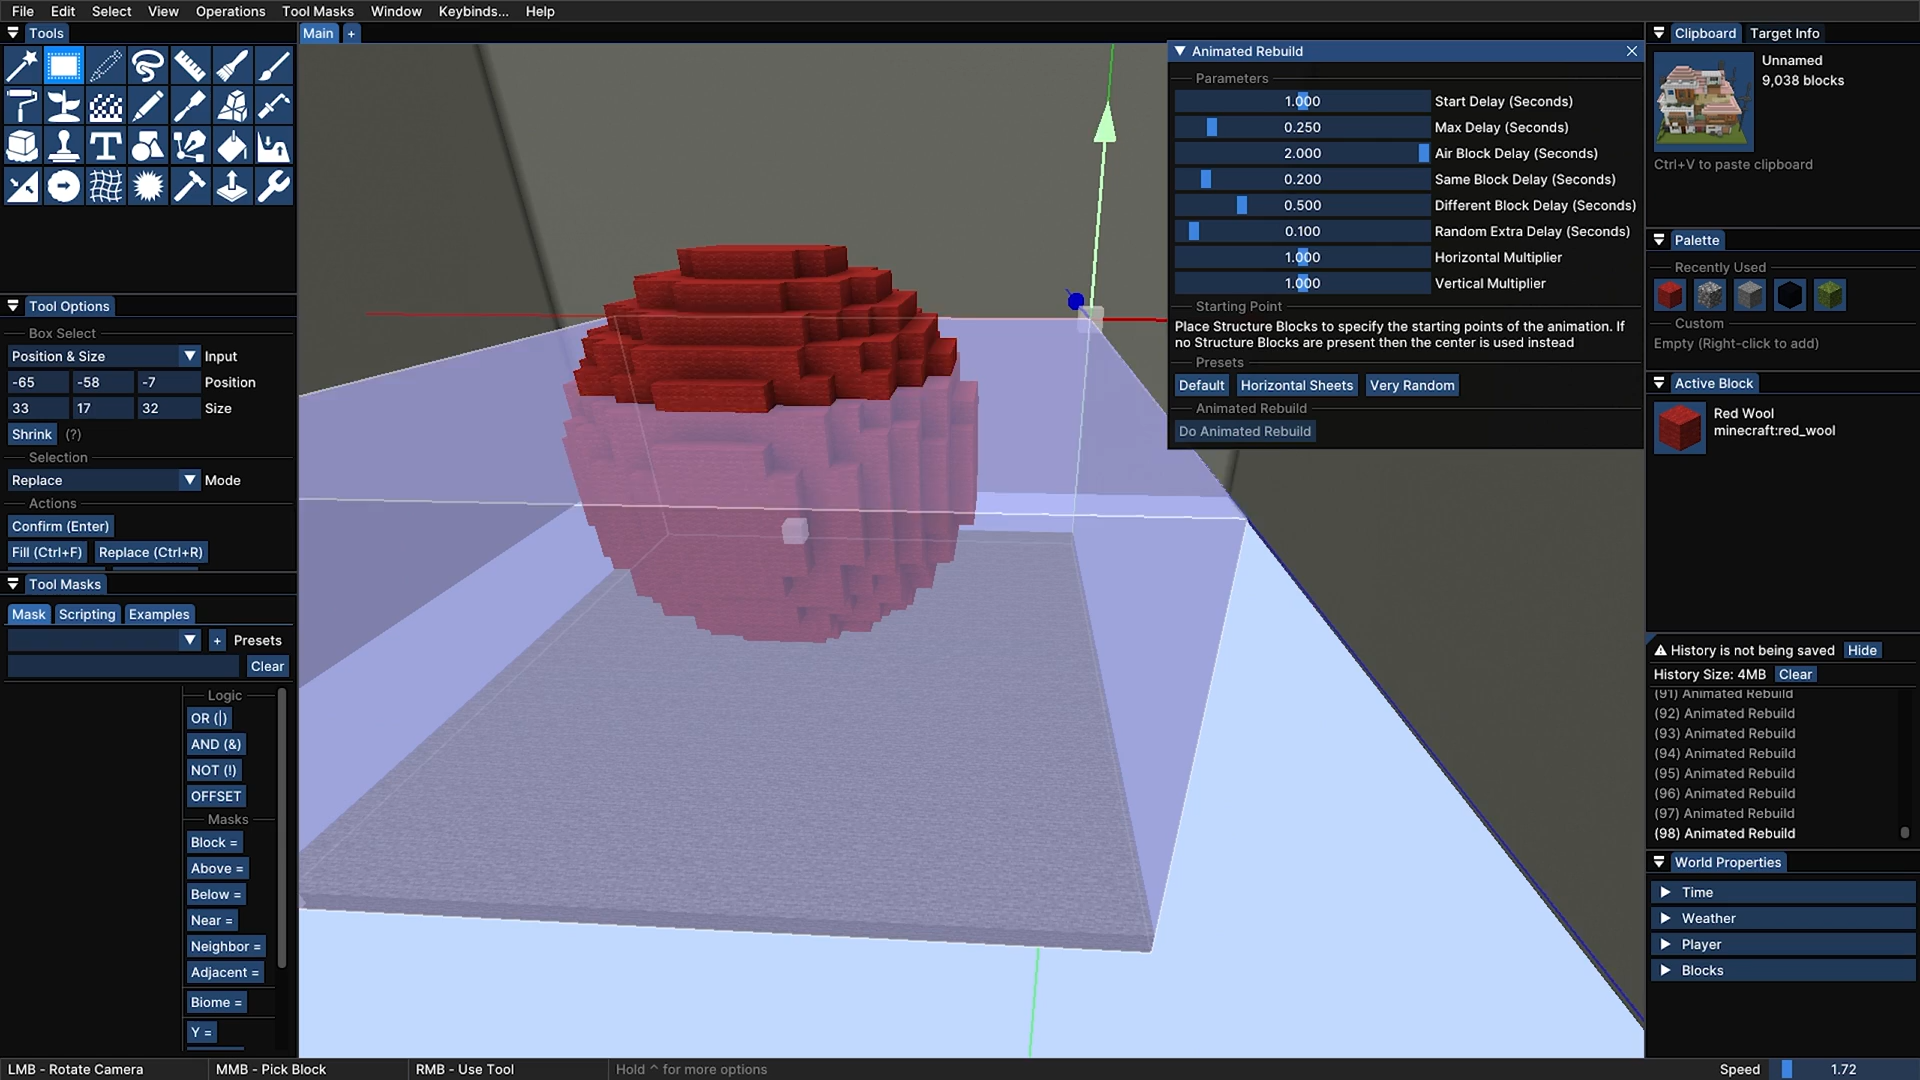 File Edit Select View Operations Tool Masks Window Keybinds... Help
Tools
Main +
Tool Options
Box Select
Position & Size Input
-65 -58 -7 Position
33 17 32 Size
Shrink (?)
Selection
Replace Mode
Actions
Confirm (Enter)
Fill (Ctrl+F) Replace (Ctrl+R)
Tool Masks
Mask Scripting Examples
+ Presets
Clear
Logic
OR (|)
AND (&)
NOT (!)
OFFSET
Masks
Block =
Above =
Below =
Near =
Neighbor =
Adjacent =
Biome =
Y =
Animated Rebuild
Parameters
1.000 Start Delay (Seconds)
0.250 Max Delay (Seconds)
2.000 Air Block Delay (Seconds)
0.200 Same Block Delay (Seconds)
0.500 Different Block Delay (Seconds)
0.100 Random Extra Delay (Seconds)
1.000 Horizontal Multiplier
1.000 Vertical Multiplier
Starting Point
Place Structure Blocks to specify the starting points of the animation. If
no Structure Blocks are present then the center is used instead
Presets
Default Horizontal Sheets Very Random
Animated Rebuild
Do Animated Rebuild
Clipboard Target Info
Unnamed
9,038 blocks
Ctrl+V to paste clipboard
Palette
Recently Used
Custom
Empty (Right-click to add)
Active Block
Red Wool
minecraft:red_wool
History is not being saved Hide
History Size: 4MB Clear
(91) Animated Rebuild
(92) Animated Rebuild
(93) Animated Rebuild
(94) Animated Rebuild
(95) Animated Rebuild
(96) Animated Rebuild
(97) Animated Rebuild
(98) Animated Rebuild
World Properties
Time
Weather
Player
Blocks
LMB - Rotate Camera MMB - Pick Block RMB - Use Tool Hold ^ for more options Speed 1.72